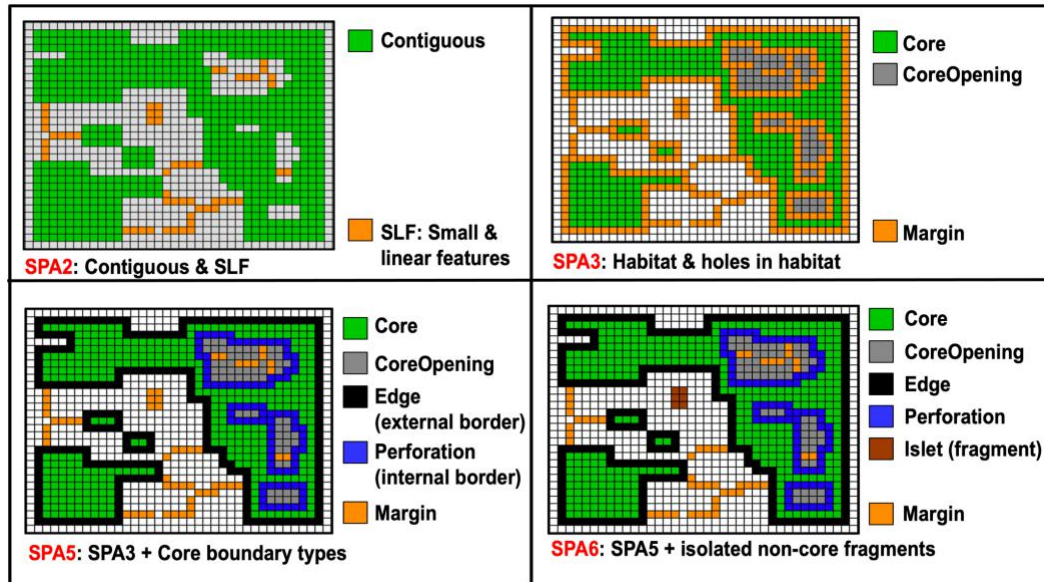 Contiguous
SLF: Small &
linear features
SPA2: Contiguous & SLF
Core
CoreOpening
Margin
SPA3: Habitat & holes in habitat
Core
CoreOpening
Edge
(external border)
Perforation
(internal border)
Margin
SPA5: SPA3 + Core boundary types
Core
CoreOpening
Edge
Perforation
Islet (fragment)
Margin
SPA6: SPA5 + isolated non-core fragments